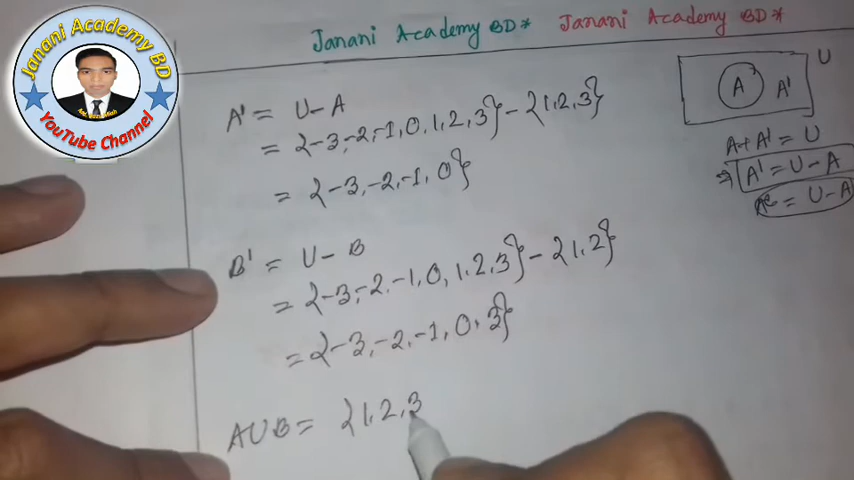 Janani Academy BD
YouTube Channel
Janani Academy BD* Janani Academy BD*
A' = U - A
= {-3, -2, -1, 0, 1, 2, 3} - {1, 2, 3}
= {-3, -2, -1, 0}
B' = U - B
= {-3, -2, -1, 0, 1, 2, 3} - {1, 2}
= {-3, -2, -1, 0, 3}
A∪B = {1, 2, 3
U
A A'
A + A' = U
⇒ A' = U - A
Aᶜ = U - A